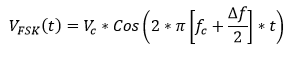 V_FSK(t) = V_c * Cos(2 * π [f_c + Δf/2] * t)